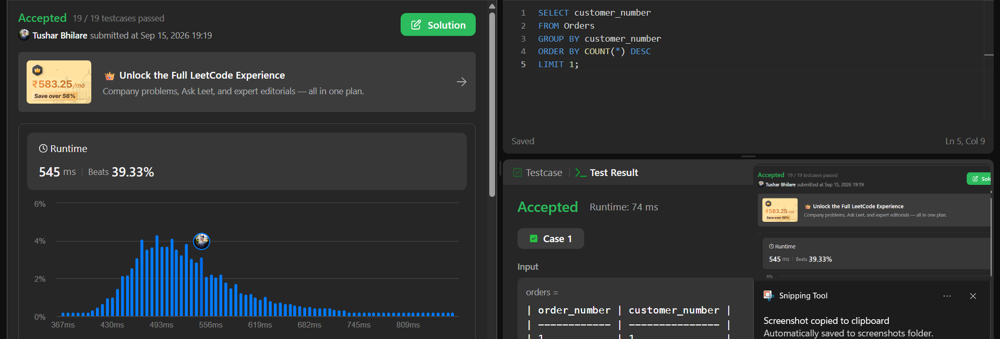 Accepted 19 / 19 testcases passed
Tushar Bhilare submitted at Sep 15, 2026 19:19
Solution
₹583.25/mo
Save over 56%
Unlock the Full LeetCode Experience
Company problems, Ask Leet, and expert editorials — all in one plan.
Runtime
545 ms Beats 39.33%
6%
4%
2%
0%
367ms 430ms 493ms 556ms 619ms 682ms 745ms 809ms
1 SELECT customer_number
2 FROM Orders
3 GROUP BY customer_number
4 ORDER BY COUNT(*) DESC
5 LIMIT 1;
Saved Ln 5, Col 9
Testcase Test Result
Accepted Runtime: 74 ms
Case 1
Input
orders =
| order_number | customer_number |
| ------------ | --------------- |
| 1 | 1 |
Accepted 19 / 19 testcases passed
Tushar Bhilare submitted at Sep 15, 2026 19:19
Solu
₹583.25/mo
Save over 56%
Unlock the Full LeetCode Experience
Company problems, Ask Leet, and expert editorials — all in one plan.
Runtime
545 ms Beats 39.33%
6%
Snipping Tool
Screenshot copied to clipboard
Automatically saved to screenshots folder.